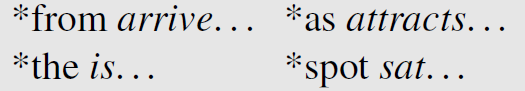 *from arrive... *as attracts...
*the is... *spot sat...